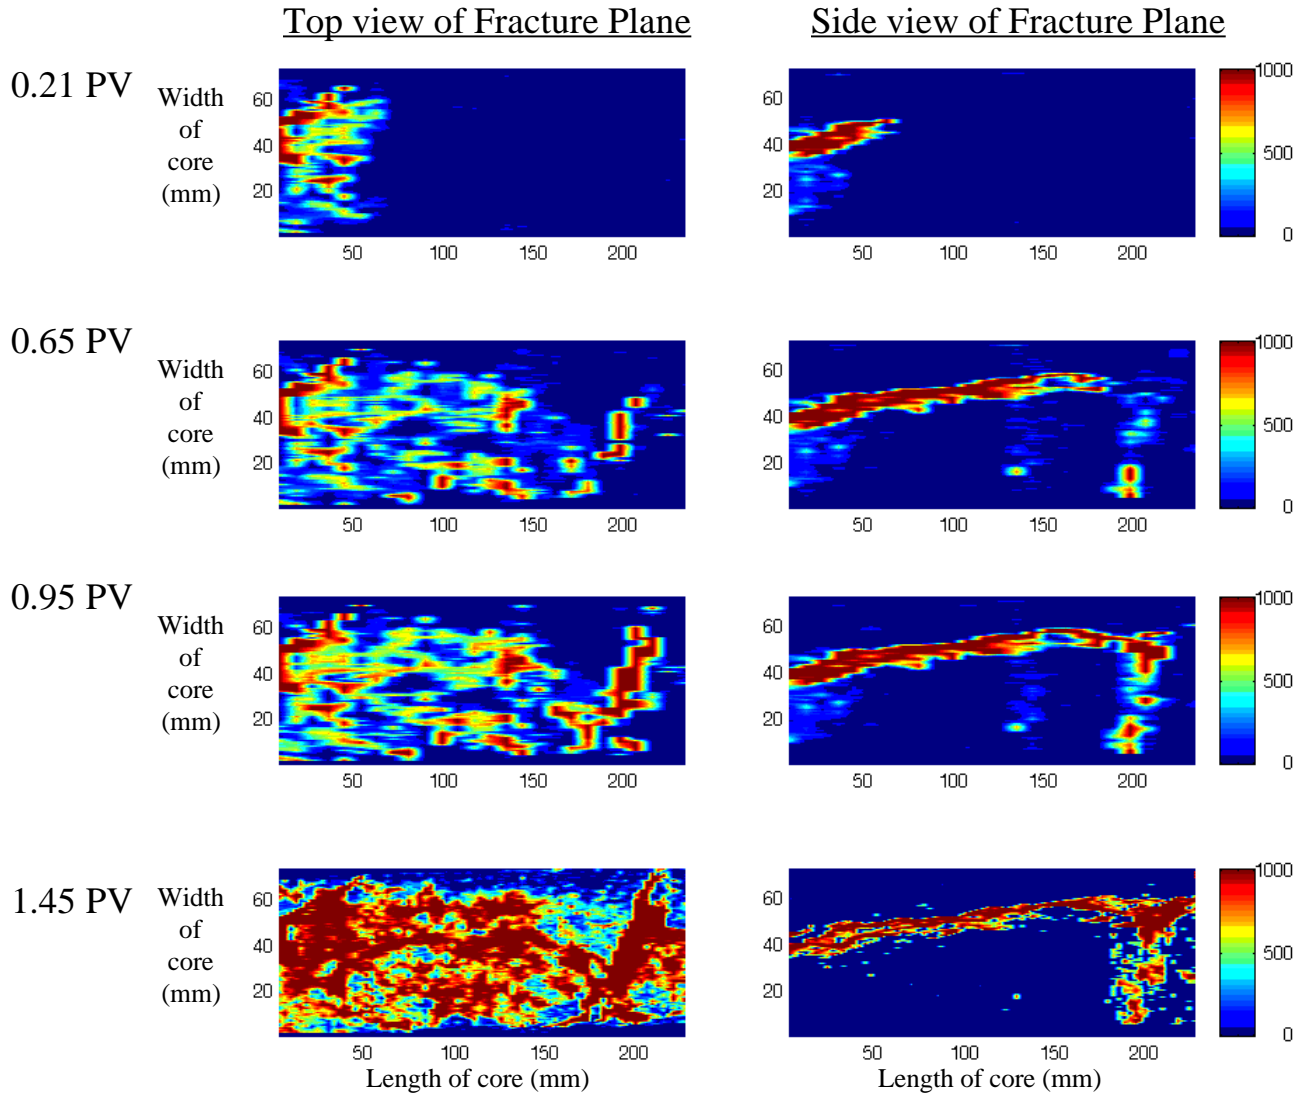 Top view of Fracture Plane
Side view of Fracture Plane
0.21 PV
Width
of
core
(mm)
60
40
20
50
100
150
200
60
40
20
50
100
150
200
1000
500
0
0.65 PV
Width
of
core
(mm)
60
40
20
50
100
150
200
60
40
20
50
100
150
200
1000
500
0
0.95 PV
Width
of
core
(mm)
60
40
20
50
100
150
200
60
40
20
50
100
150
200
1000
500
0
1.45 PV
Width
of
core
(mm)
60
40
20
50
100
150
200
Length of core (mm)
60
40
20
50
100
150
200
Length of core (mm)
1000
500
0